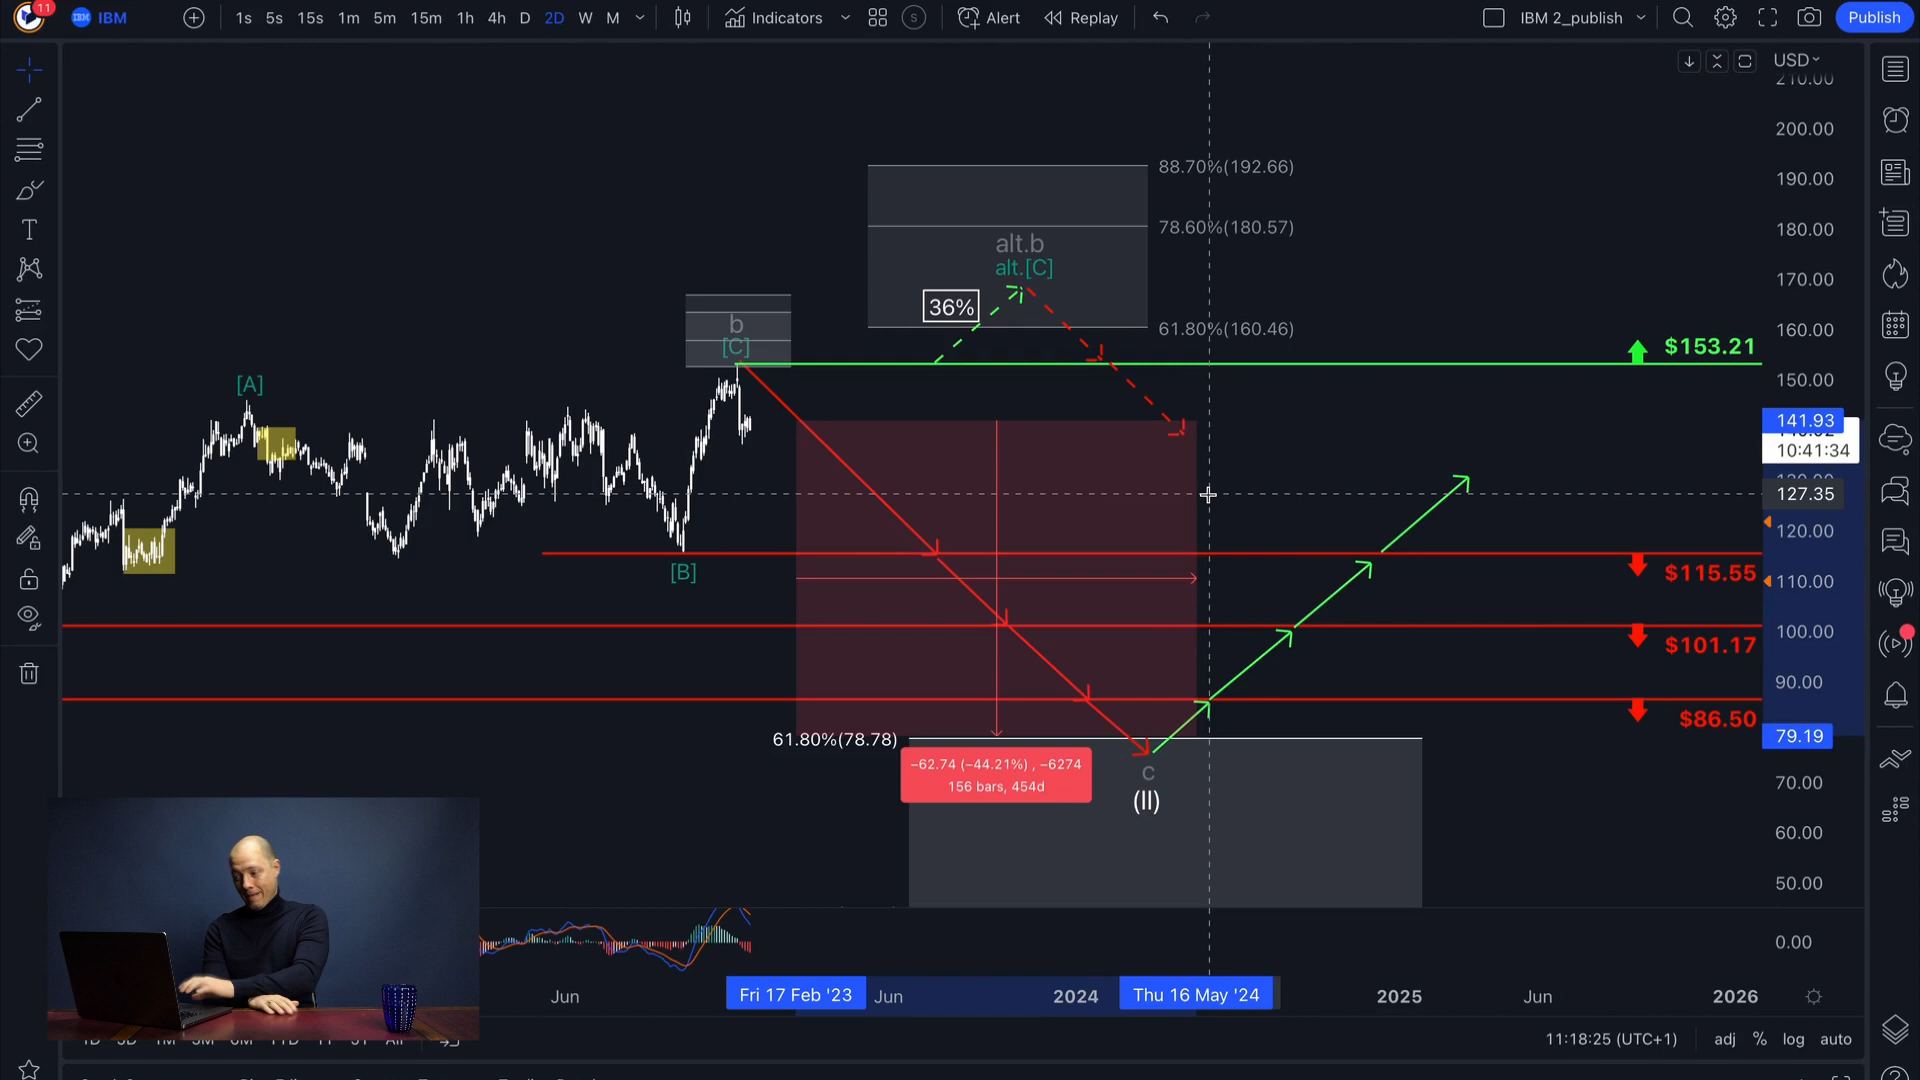 11
IBM
1s 5s 15s 1m 5m 15m 1h 4h D 2D W M
Indicators
S
Alert
Replay
IBM 2_publish
Publish
USD
210.00
200.00
190.00
180.00
170.00
160.00
150.00
141.93
10:41:34
127.35
120.00
110.00
100.00
90.00
79.19
70.00
60.00
50.00
0.00
88.70%(192.66)
78.60%(180.57)
alt.b
alt.[C]
36%
61.80%(160.46)
b
[C]
$153.21
[A]
[B]
$115.55
$101.17
$86.50
61.80%(78.78)
−62.74 (−44.21%) , −6274
156 bars, 454d
c
(II)
Jun
Fri 17 Feb '23
Jun
2024
Thu 16 May '24
2025
Jun
2026
11:18:25 (UTC+1)
adj % log auto